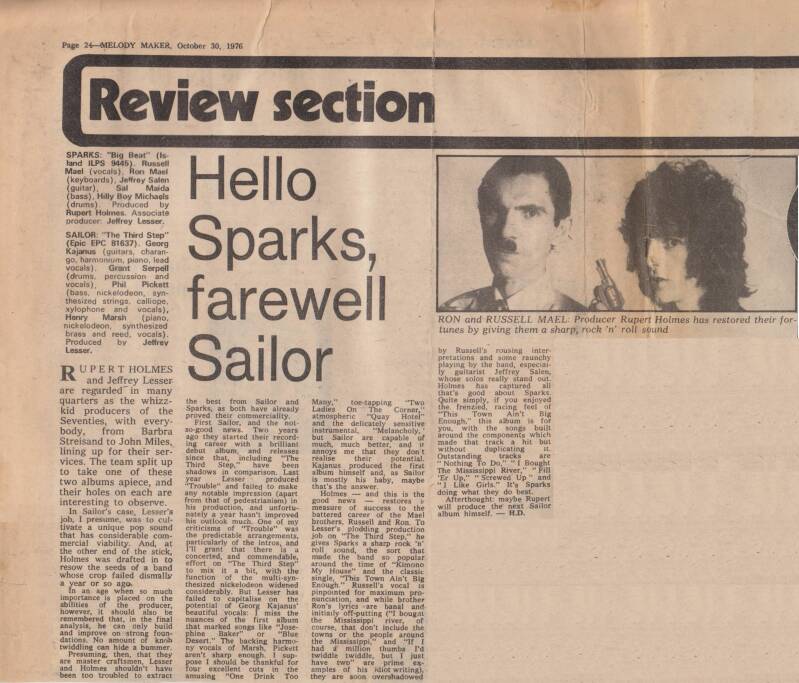 Page 24—MELODY MAKER, October 30, 1976
Review section
SPARKS: "Big Beat" (Is-
land ILPS 9445). Russell
Mael (vocals), Ron Mael
(keyboards), Jeffrey Salen
(guitar), Sal Maida
(bass), Hilly Boy Michaels
(drums). Produced by
Rupert Holmes. Associate
producer: Jeffrey Lesser.
SAILOR: "The Third Step"
(Epic EPC 81637). Georg
Kajanus (guitars, charan-
go, harmonium, piano, lead
vocals), Grant Serpell
(drums, percussion and
vocals), Phil Pickett
(bass, nickelodeon, syn-
thesized strings, calliope,
xylophone and vocals),
Henry Marsh (piano,
nickelodeon, synthesized
brass and reed, vocals).
Produced by Jeffrey
Lesser.
Hello
Sparks,
farewell
Sailor
RON and RUSSELL MAEL: Producer Rupert Holmes has restored their for-
tunes by giving them a sharp, rock 'n' roll sound
RUPERT HOLMES
and Jeffrey Lesser
are regarded in many
quarters as the whizz-
kid producers of the
Seventies, with every-
body, from Barbra
Streisand to John Miles,
lining up for their ser-
vices. The team split up
to take one of these
two albums apiece, and
their holes on each are
interesting to observe.
In Sailor's case, Lesser's
job, I presume, was to cul-
tivate a unique pop sound
that has considerable com-
mercial viability. And, at
the other end of the stick,
Holmes was drafted in to
resow the seeds of a band
whose crop failed dismally
a year or so ago.
In an age when so much
importance is placed on the
abilities of the producer,
however, it should also be
remembered that, in the final
analysis, he can only build
and improve on strong foun-
dations. No amount of knob
twiddling can hide a bummer.
Presuming, then, that they
are master craftsmen, Lesser
and Holmes shouldn't have
been too troubled to extract
the best from Sailor and
Sparks, as both have already
proved their commerciality.
First Sailor, and the not-
so-good news. Two years
ago they started their record-
ing career with a brilliant
debut album, and releases
since that, including "The
Third Step," have been
shadows in comparison. Last
year Lesser produced
"Trouble" and failed to make
any notable impression (apart
from that of pedestrianism) in
his production, and unfortu-
nately a year hasn't improved
his outlook much. One of my
criticisms of "Trouble" was
the predictable arrangements,
particularly of the intros, and
I'll grant that there is a
concerted, and commendable,
effort on "The Third Step"
to mix it a bit, with the
function of the multi-syn-
thesized nickelodeon widened
considerably. But Lesser has
failed to capitalise on the
potential of Georg Kajanus'
beautiful vocals: I miss the
nuances of the first album
that marked songs like "Jose-
phine Baker" or "Blue
Desert." The backing harmo-
ny vocals of Marsh, Pickett
aren't sharp enough. I sup-
pose I should be thankful for
four excellent cuts in the
amusing "One Drink Too
Many," toe-tapping "Two
Ladies On The Corner,"
atmospheric "Quay Hotel"
and the delicately sensitive
instrumental, "Melancholy,"
but Sailor are capable of
much, much better, and it
annoys me that they don't
realise their potential.
Kajanus produced the first
album himself and, as Sailor
is mostly his baby, maybe
that's the answer.
Holmes — and this is the
good news — restores a
measure of success to the
battered career of the Mael
brothers, Russell and Ron. To
Lesser's plodding production
job on "The Third Step," he
gives Sparks a sharp rock 'n'
roll sound, the sort that
made the band so popular
around the time of "Kimono
My House" and the classic
single, "This Town Ain't Big
Enough." Russell's vocal is
pinpointed for maximum pro-
nunciation, and while brother
Ron's lyrics are banal and
initially off-putting ("I bought
the Mississippi river, of
course, that don't include the
towns or the people around
the Mississippi," and "If I
had a million thumbs I'd
twiddle twiddle, but I just
have two" are prime ex-
amples of his idiot writing),
they are soon overshadowed
by Russell's rousing inter-
pretations and some raunchy
playing by the band, especial-
ly guitarist Jeffrey Salen,
whose solos really stand out.
Holmes has captured all
that's good about Sparks.
Quite simply, if you enjoyed
the frenzied, racing feel of
"This Town Ain't Big
Enough," this album is for
you, with the songs built
around the components which
made that track a hit but
without duplicating it.
Outstanding tracks are
"Nothing To Do," "I Bought
The Mississippi River," "Fill
'Er Up," "Screwed Up" and
"I Like Girls." It's Sparks
doing what they do best.
Afterthought: maybe Rupert
will produce the next Sailor
album himself. — H.D.